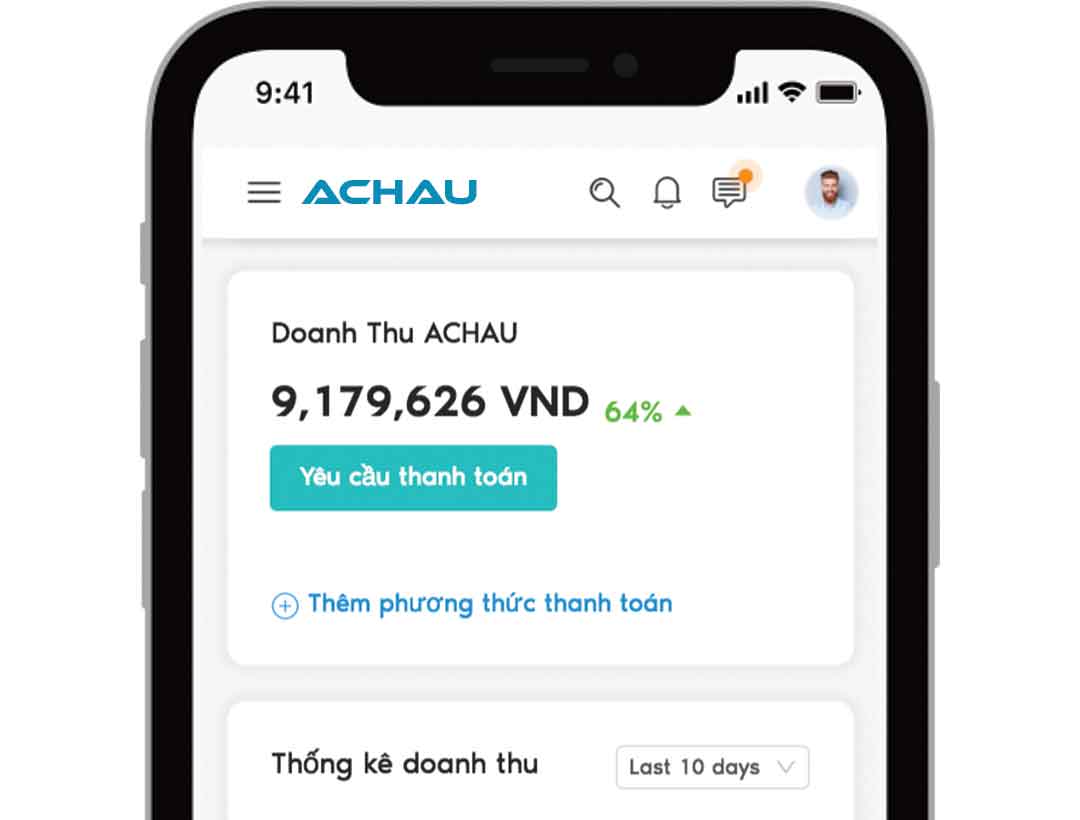 9:41
ACHAU
Doanh Thu ACHAU
9,179,626 VND 64%
Yêu cầu thanh toán
Thêm phương thức thanh toán
Thống kê doanh thu
Last 10 days